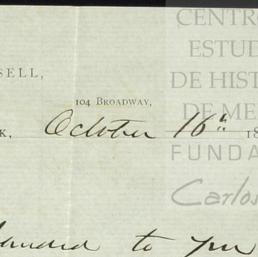 CENTRO
ESTUD
SELL,
DE HIST
104 BROADWAY,
DE ME
K, October 16th 18
FUNDA
Carlos
to you